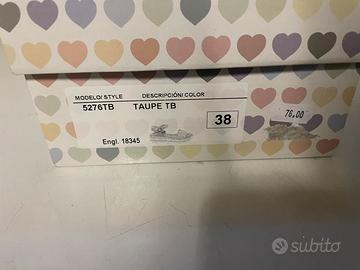 MODELO/ STYLE DESCRIPCIÓN/ COLOR
5276TB TAUPE TB
38
76,00
Engl. 18345
subito